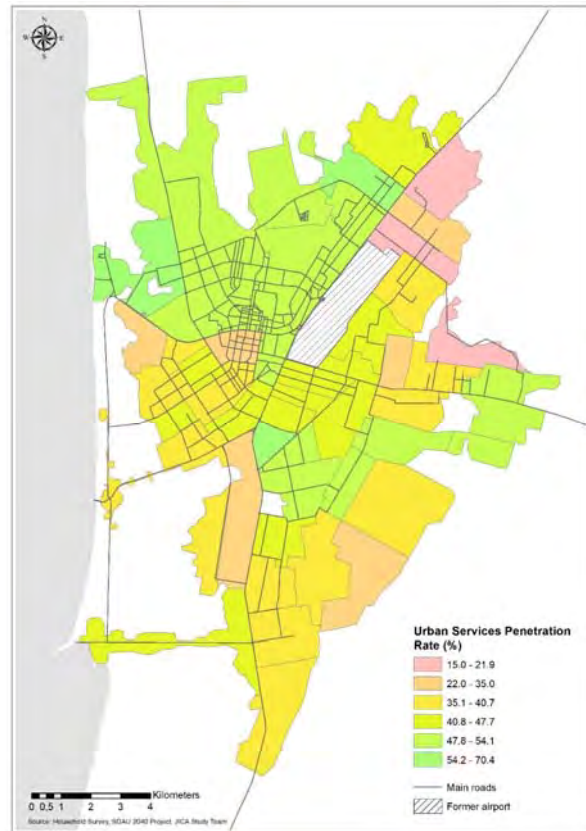 N
W
E
S
Urban Services Penetration
Rate (%)
15.0 - 21.9
22.0 - 35.0
35.1 - 40.7
40.8 - 47.7
47.8 - 54.1
54.2 - 70.4
Main roads
Former airport
Kilometers
0 0.5 1 2 3 4
Source: Household Survey, SDAU 2040 Project, JICA Study Team